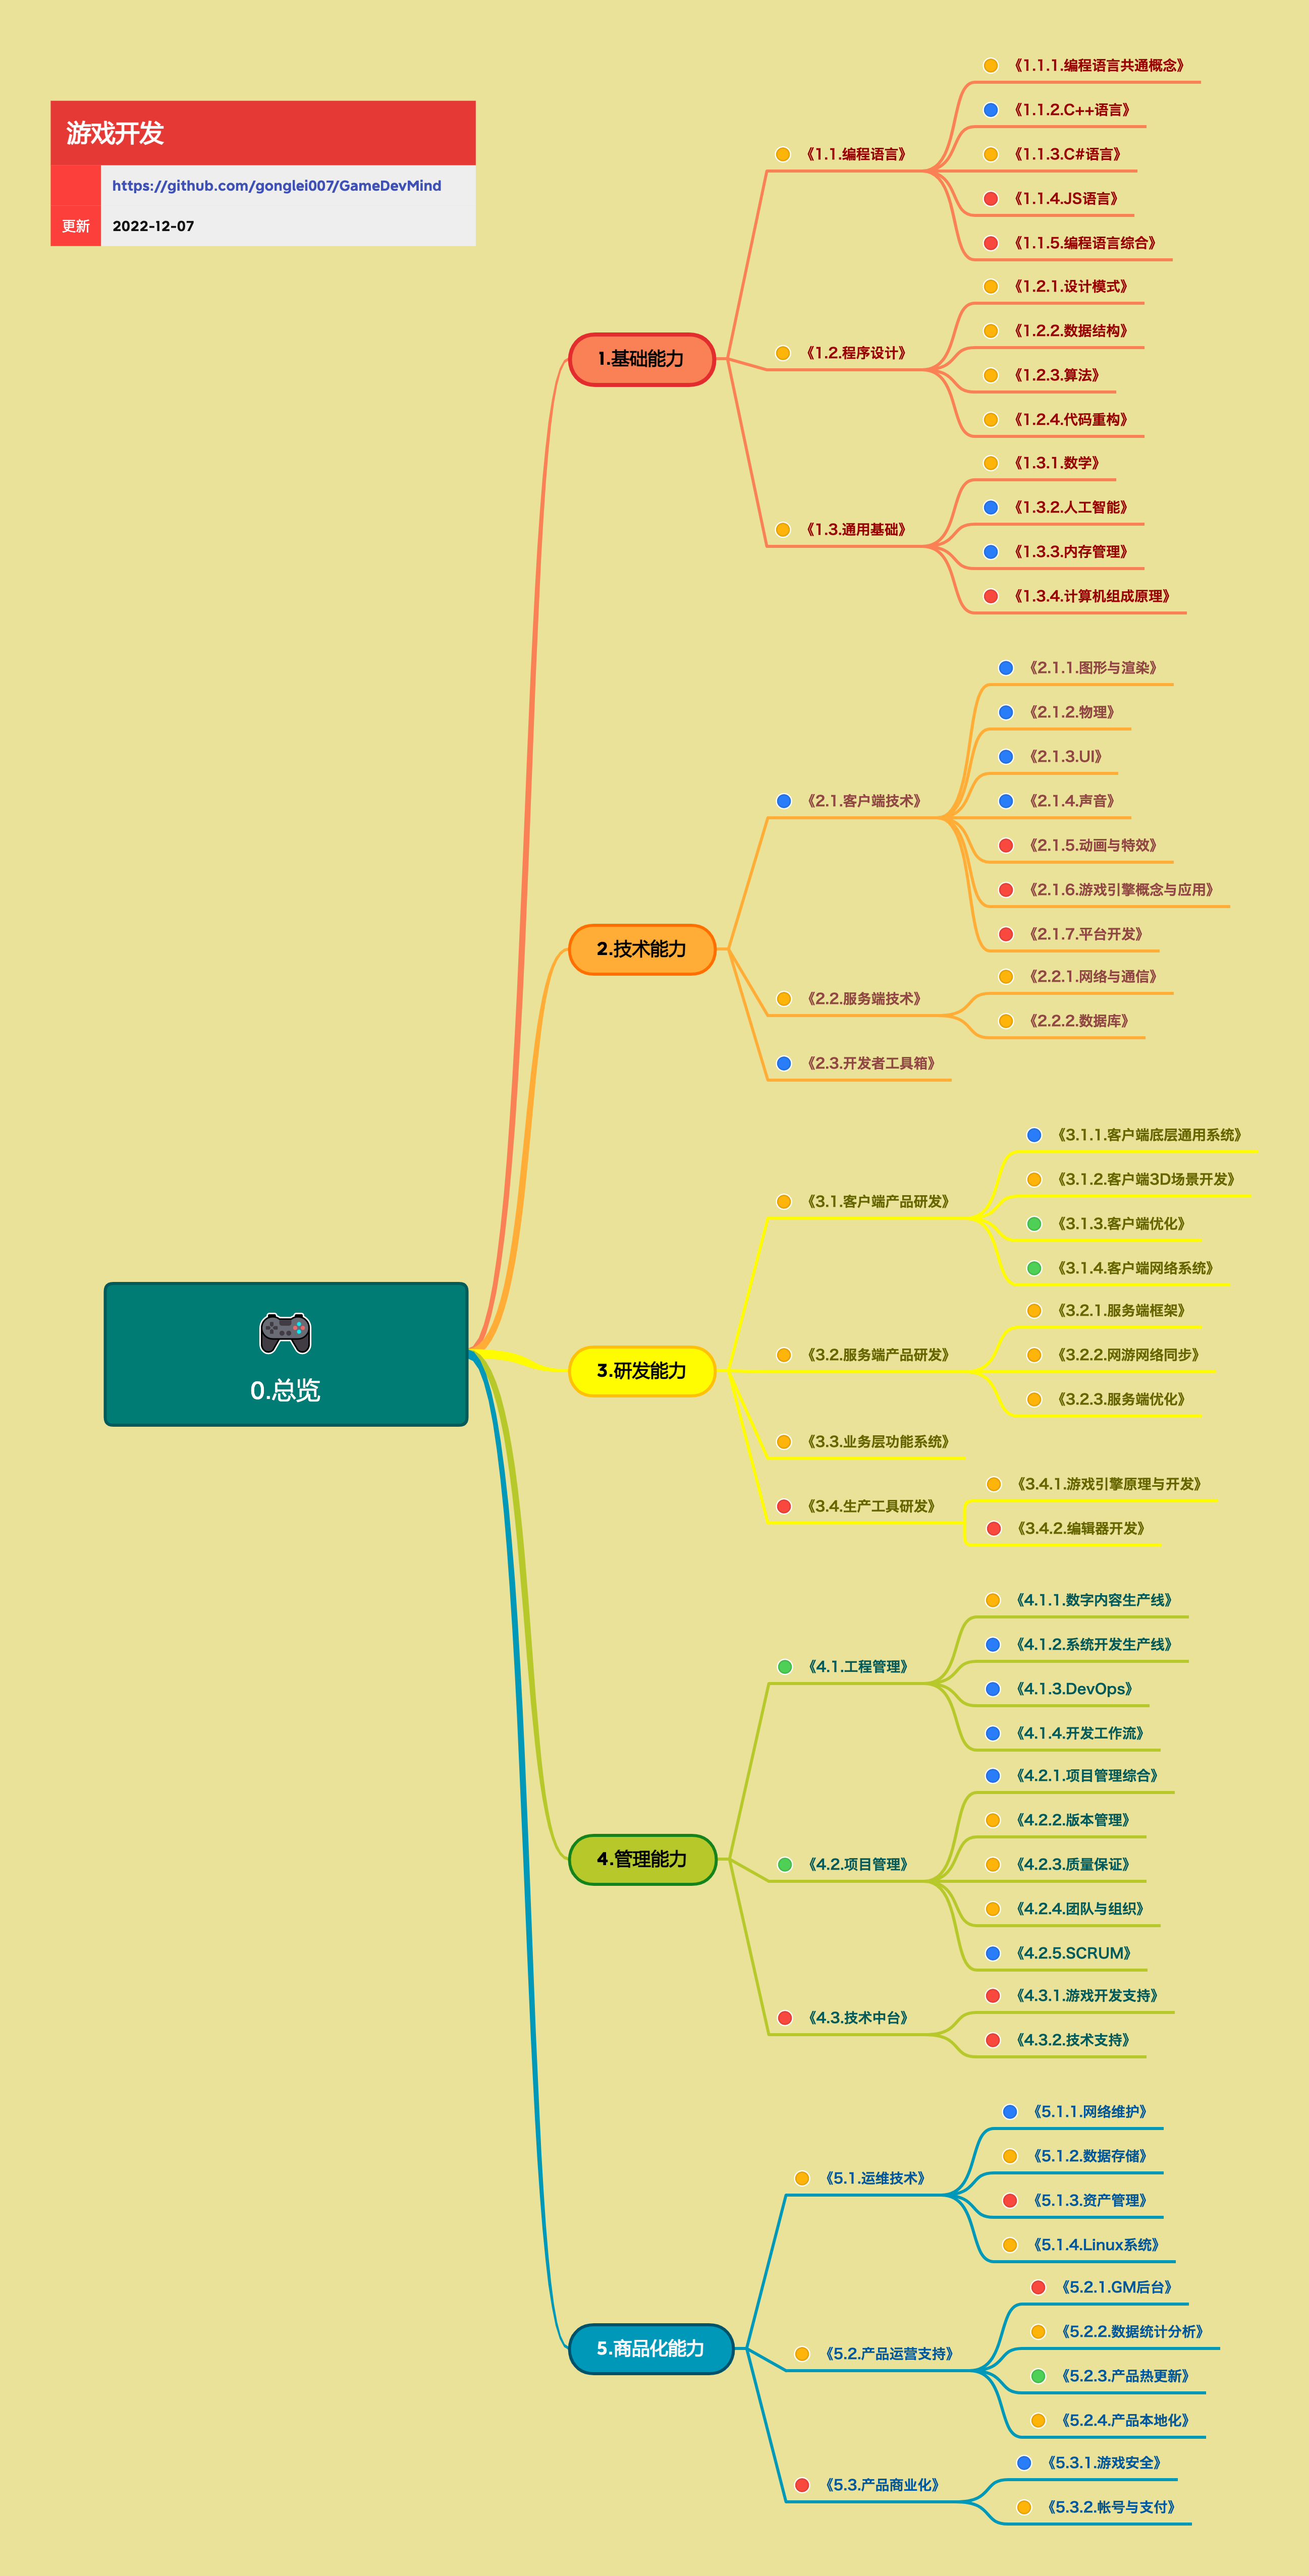 游戏开发
https://github.com/gonglei007/GameDevMind
更新 2022-12-07
0.总览
1.基础能力
《1.1.编程语言》
《1.1.1.编程语言共通概念》
《1.1.2.C++语言》
《1.1.3.C#语言》
《1.1.4.JS语言》
《1.1.5.编程语言综合》
《1.2.程序设计》
《1.2.1.设计模式》
《1.2.2.数据结构》
《1.2.3.算法》
《1.2.4.代码重构》
《1.3.通用基础》
《1.3.1.数学》
《1.3.2.人工智能》
《1.3.3.内存管理》
《1.3.4.计算机组成原理》
2.技术能力
《2.1.客户端技术》
《2.1.1.图形与渲染》
《2.1.2.物理》
《2.1.3.UI》
《2.1.4.声音》
《2.1.5.动画与特效》
《2.1.6.游戏引擎概念与应用》
《2.1.7.平台开发》
《2.2.服务端技术》
《2.2.1.网络与通信》
《2.2.2.数据库》
《2.3.开发者工具箱》
3.研发能力
《3.1.客户端产品研发》
《3.1.1.客户端底层通用系统》
《3.1.2.客户端3D场景开发》
《3.1.3.客户端优化》
《3.1.4.客户端网络系统》
《3.2.服务端产品研发》
《3.2.1.服务端框架》
《3.2.2.网游网络同步》
《3.2.3.服务端优化》
《3.3.业务层功能系统》
《3.4.生产工具研发》
《3.4.1.游戏引擎原理与开发》
《3.4.2.编辑器开发》
4.管理能力
《4.1.工程管理》
《4.1.1.数字内容生产线》
《4.1.2.系统开发生产线》
《4.1.3.DevOps》
《4.1.4.开发工作流》
《4.2.项目管理》
《4.2.1.项目管理综合》
《4.2.2.版本管理》
《4.2.3.质量保证》
《4.2.4.团队与组织》
《4.2.5.SCRUM》
《4.3.技术中台》
《4.3.1.游戏开发支持》
《4.3.2.技术支持》
5.商品化能力
《5.1.运维技术》
《5.1.1.网络维护》
《5.1.2.数据存储》
《5.1.3.资产管理》
《5.1.4.Linux系统》
《5.2.产品运营支持》
《5.2.1.GM后台》
《5.2.2.数据统计分析》
《5.2.3.产品热更新》
《5.2.4.产品本地化》
《5.3.产品商业化》
《5.3.1.游戏安全》
《5.3.2.帐号与支付》